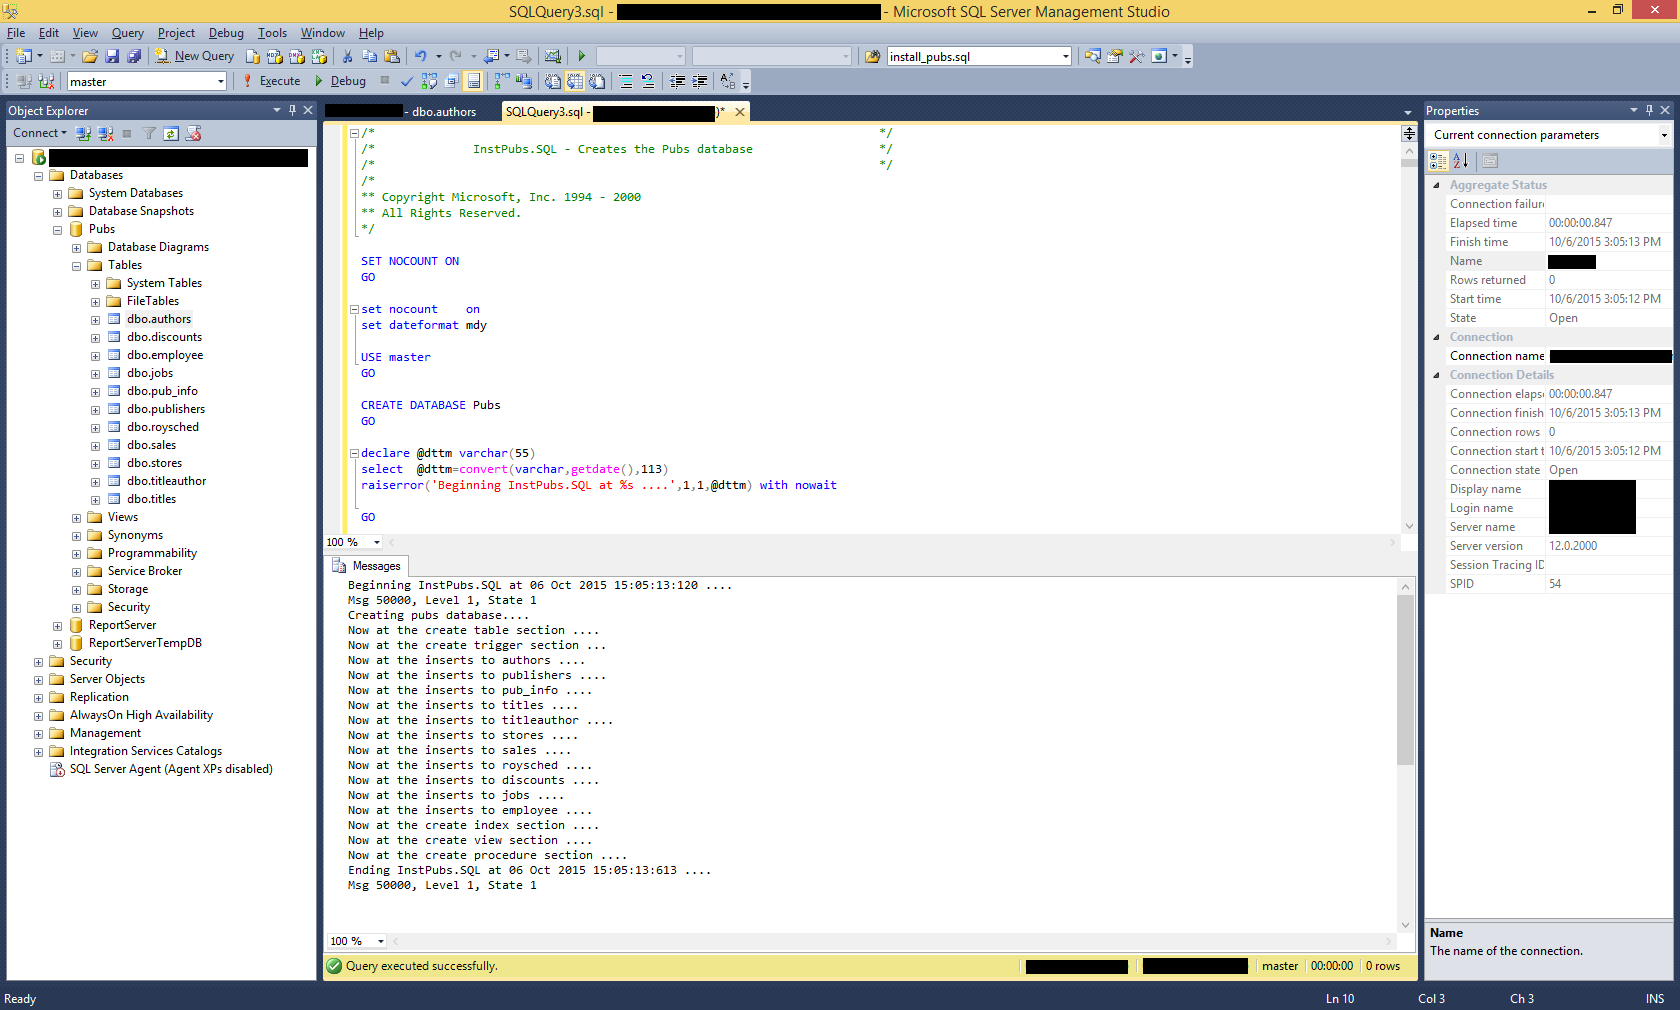 SQLQuery3.sql - - Microsoft SQL Server Management Studio
File Edit View Query Project Debug Tools Window Help
New Query install_pubs.sql
master Execute Debug
Object Explorer
Connect
Databases
System Databases
Database Snapshots
Pubs
Database Diagrams
Tables
System Tables
FileTables
dbo.authors
dbo.discounts
dbo.employee
dbo.jobs
dbo.pub_info
dbo.publishers
dbo.roysched
dbo.sales
dbo.stores
dbo.titleauthor
dbo.titles
Views
Synonyms
Programmability
Service Broker
Storage
Security
ReportServer
ReportServerTempDB
Security
Server Objects
Replication
AlwaysOn High Availability
Management
Integration Services Catalogs
SQL Server Agent (Agent XPs disabled)
- dbo.authors SQLQuery3.sql - )*
/* */
/* InstPubs.SQL - Creates the Pubs database */
/* */
/*
** Copyright Microsoft, Inc. 1994 - 2000
** All Rights Reserved.
*/
SET NOCOUNT ON
GO
set nocount on
set dateformat mdy
USE master
GO
CREATE DATABASE Pubs
GO
declare @dttm varchar(55)
select @dttm=convert(varchar,getdate(),113)
raiserror('Beginning InstPubs.SQL at %s ....',1,1,@dttm) with nowait
GO
100 %
Messages
Beginning InstPubs.SQL at 06 Oct 2015 15:05:13:120 ....
Msg 50000, Level 1, State 1
Creating pubs database....
Now at the create table section ....
Now at the create trigger section ...
Now at the inserts to authors ....
Now at the inserts to publishers ....
Now at the inserts to pub_info ....
Now at the inserts to titles ....
Now at the inserts to titleauthor ....
Now at the inserts to stores ....
Now at the inserts to sales ....
Now at the inserts to roysched ....
Now at the inserts to discounts ....
Now at the inserts to jobs ....
Now at the inserts to employee ....
Now at the create index section ....
Now at the create view section ....
Now at the create procedure section ....
Ending InstPubs.SQL at 06 Oct 2015 15:05:13:613 ....
Msg 50000, Level 1, State 1
100 %
Query executed successfully. master 00:00:00 0 rows
Properties
Current connection parameters
Aggregate Status
Connection failure
Elapsed time 00:00:00.847
Finish time 10/6/2015 3:05:13 PM
Name
Rows returned 0
Start time 10/6/2015 3:05:12 PM
State Open
Connection
Connection name
Connection Details
Connection elapse 00:00:00.847
Connection finish 10/6/2015 3:05:13 PM
Connection rows 0
Connection start t 10/6/2015 3:05:12 PM
Connection state Open
Display name
Login name
Server name
Server version 12.0.2000
Session Tracing ID
SPID 54
Name
The name of the connection.
Ready Ln 10 Col 3 Ch 3 INS